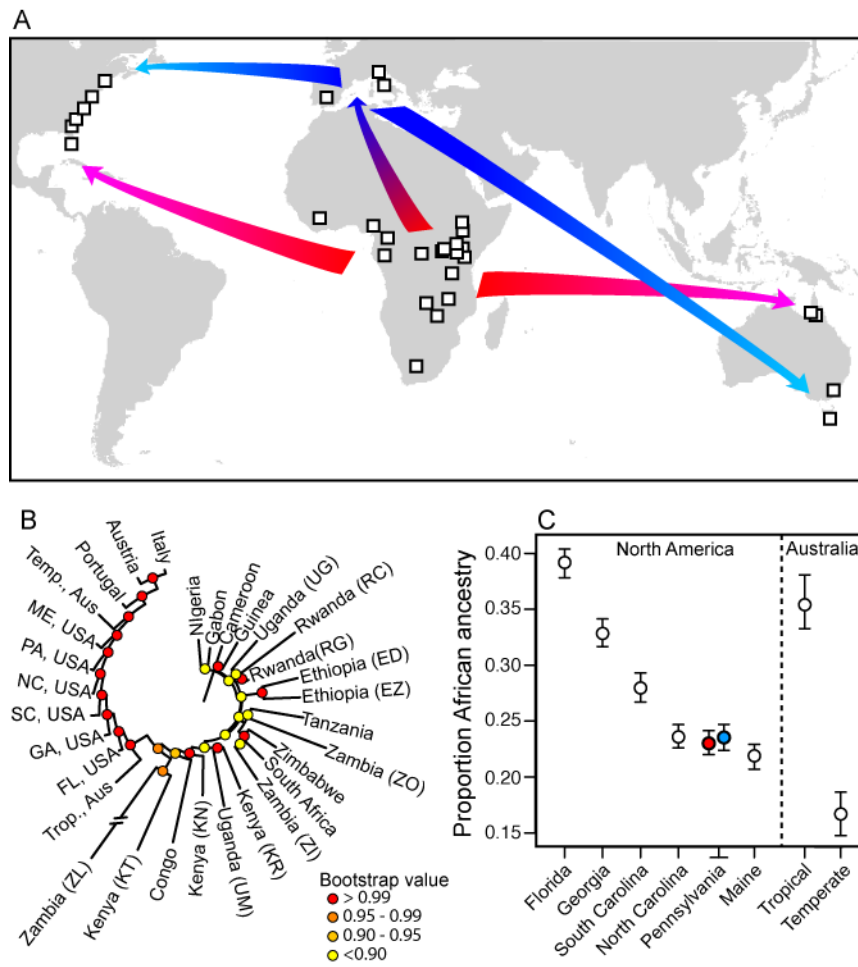 A
B
Italy
Austria
Portugal
Temp., Aus
ME, USA
PA, USA
NC, USA
SC, USA
GA, USA
FL, USA
Trop., Aus
Zambia (ZL)
Kenya (KT)
Congo
Kenya (KN)
Uganda (UM)
Kenya (KR)
Zambia (ZI)
South Africa
Zimbabwe
Zambia (ZO)
Tanzania
Ethiopia (EZ)
Ethiopia (ED)
Rwanda(RG)
Rwanda (RC)
Uganda (UG)
Guinea
Cameroon
Gabon
NIgeria
Bootstrap value
> 0.99
0.95 - 0.99
0.90 - 0.95
<0.90
C
North America
Australia
Proportion African ancestry
0.40
0.35
0.30
0.25
0.20
0.15
Florida
Georgia
South Carolina
North Carolina
Pennsylvania
Maine
Tropical
Temperate